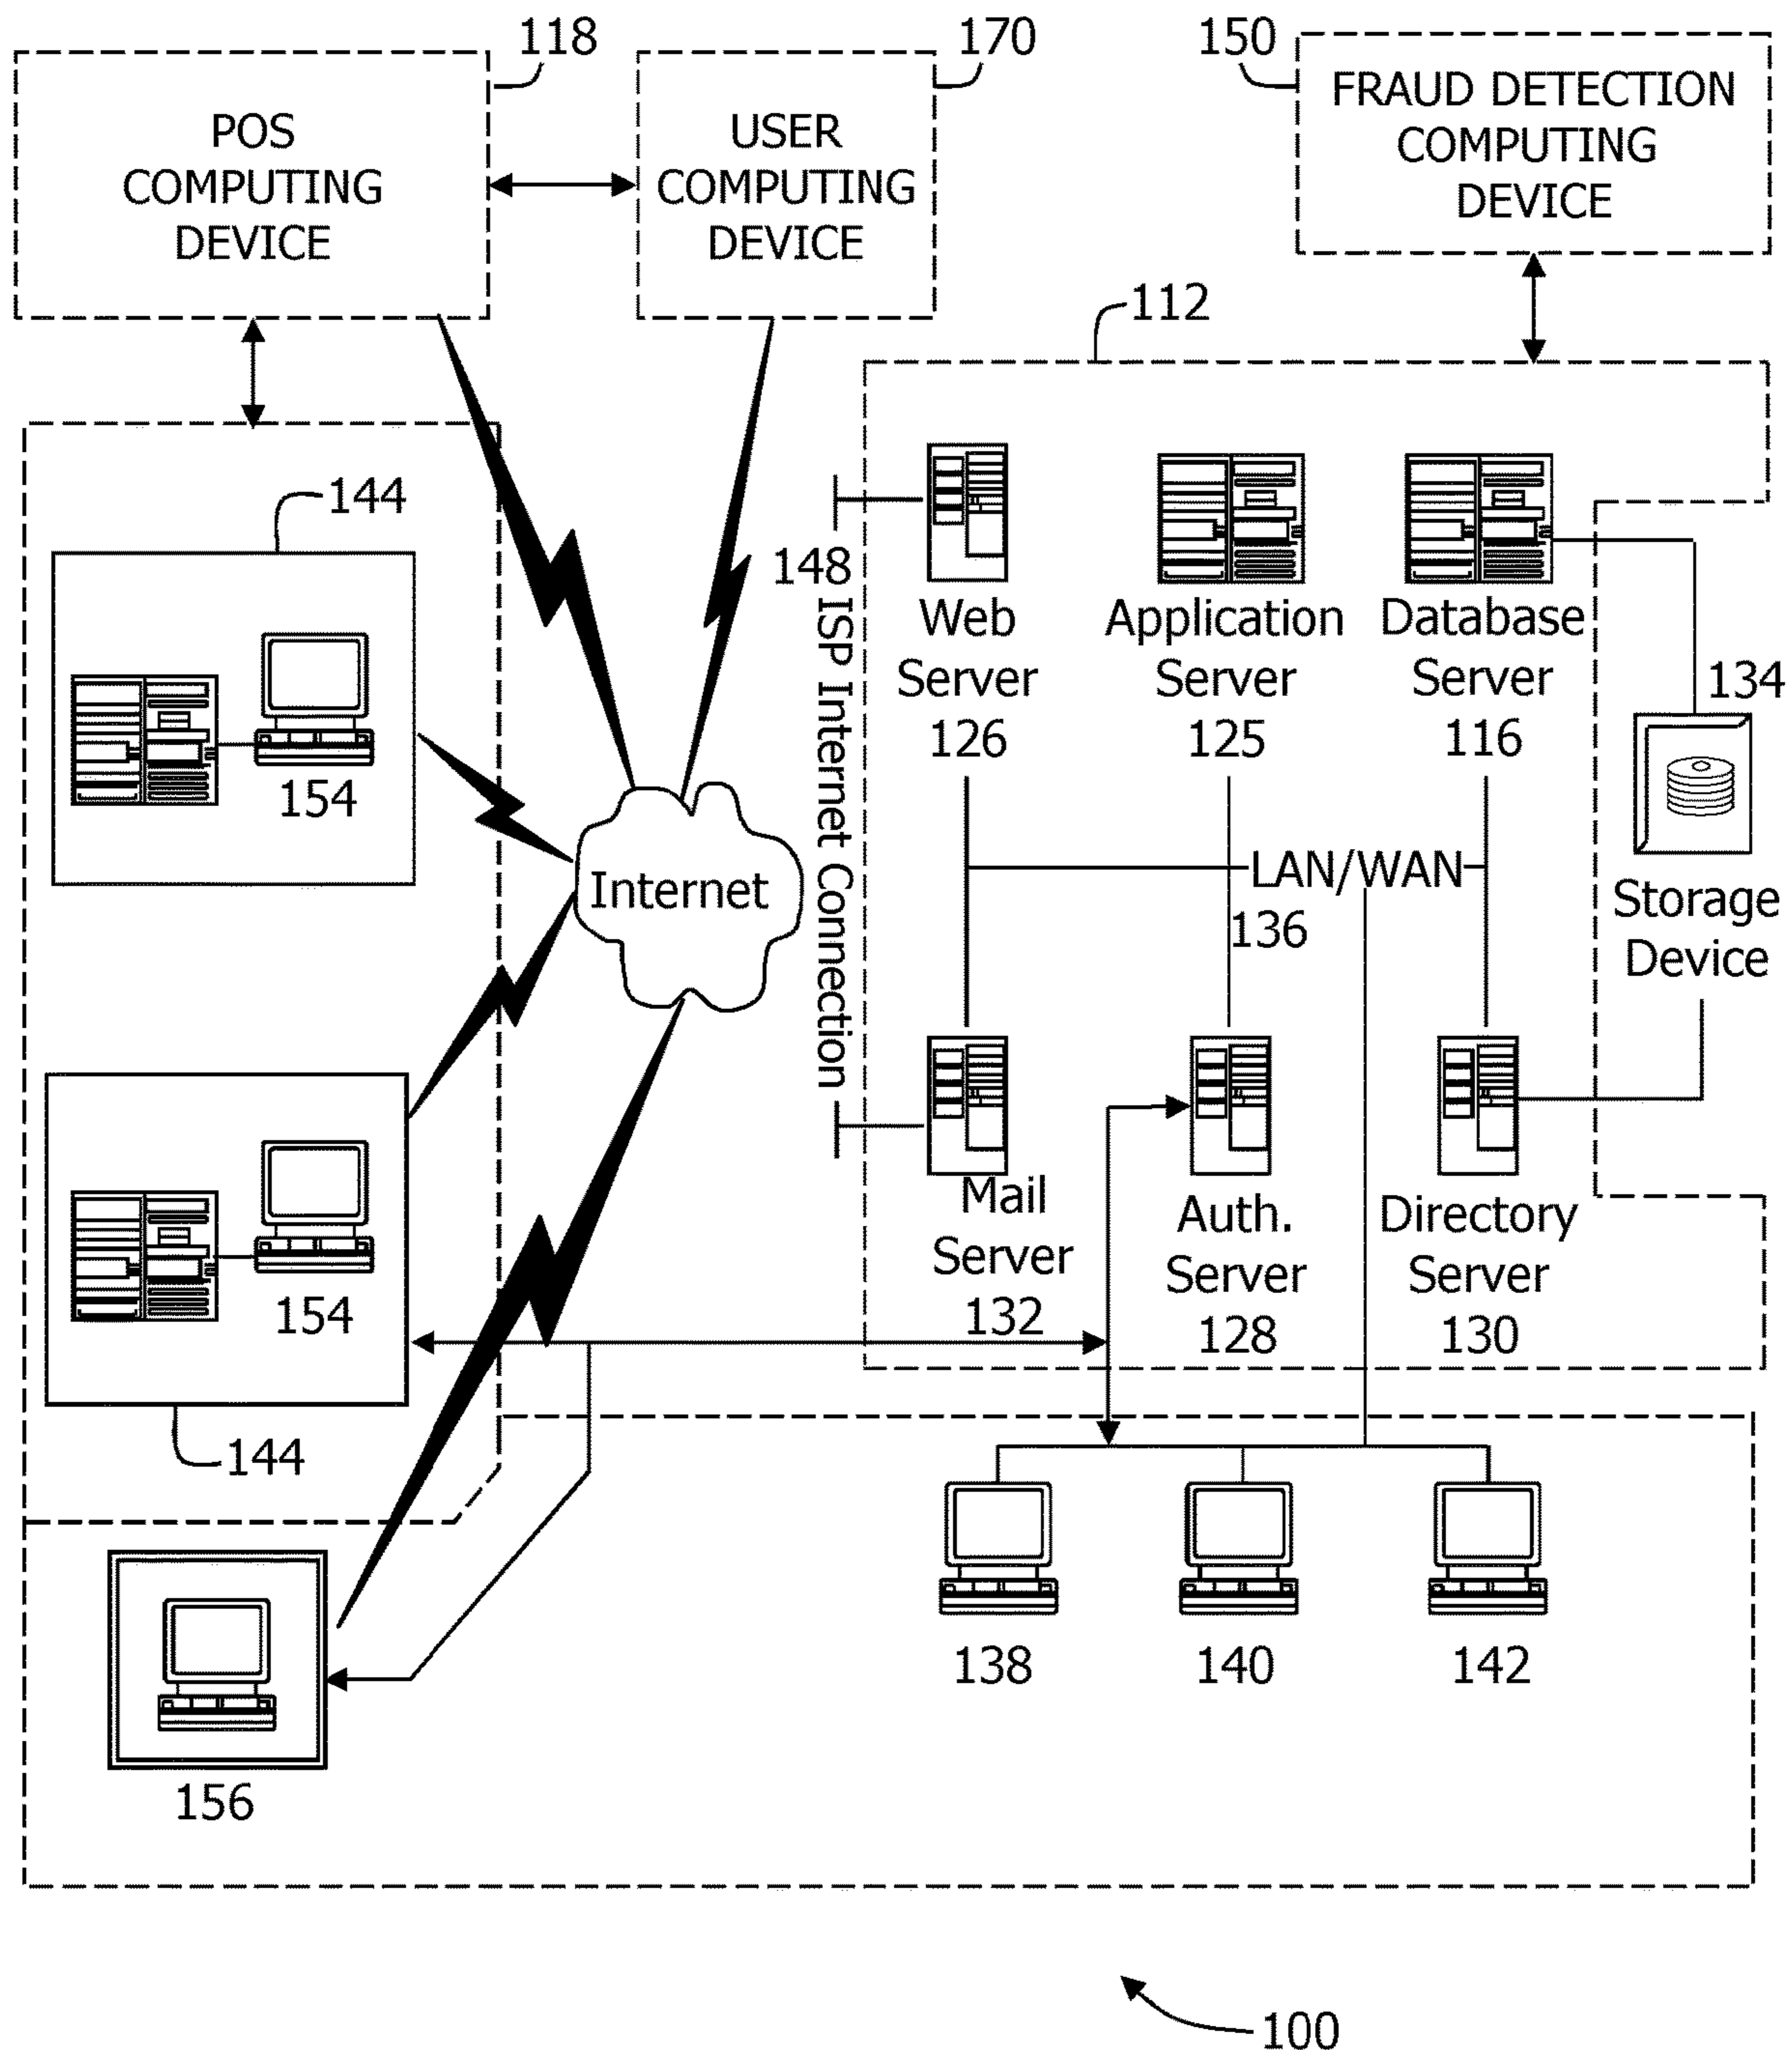 118
170
150
POS
COMPUTING
DEVICE
USER
COMPUTING
DEVICE
FRAUD DETECTION
COMPUTING
DEVICE
112
144
154
148 ISP Internet Connection
Web
Server
126
Application
Server
125
Database
Server
116
134
Storage
Device
Internet
LAN/WAN
136
154
144
Mail
Server
132
Auth.
Server
128
Directory
Server
130
138
140
142
156
100